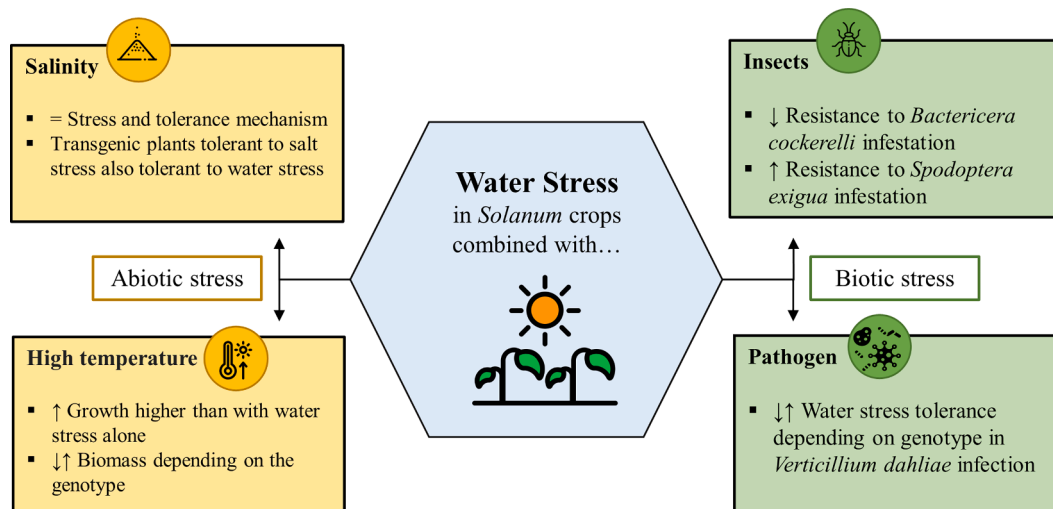 Salinity
▪ = Stress and tolerance mechanism
▪ Transgenic plants tolerant to salt
stress also tolerant to water stress
Abiotic stress
High temperature
▪ ↑ Growth higher than with water
stress alone
▪ ↓↑ Biomass depending on the
genotype
Water Stress
in Solanum crops
combined with…
Insects
▪ ↓ Resistance to Bactericera
cockerelli infestation
▪ ↑ Resistance to Spodoptera
exigua infestation
Biotic stress
Pathogen
▪ ↓↑ Water stress tolerance
depending on genotype in
Verticillium dahliae infection